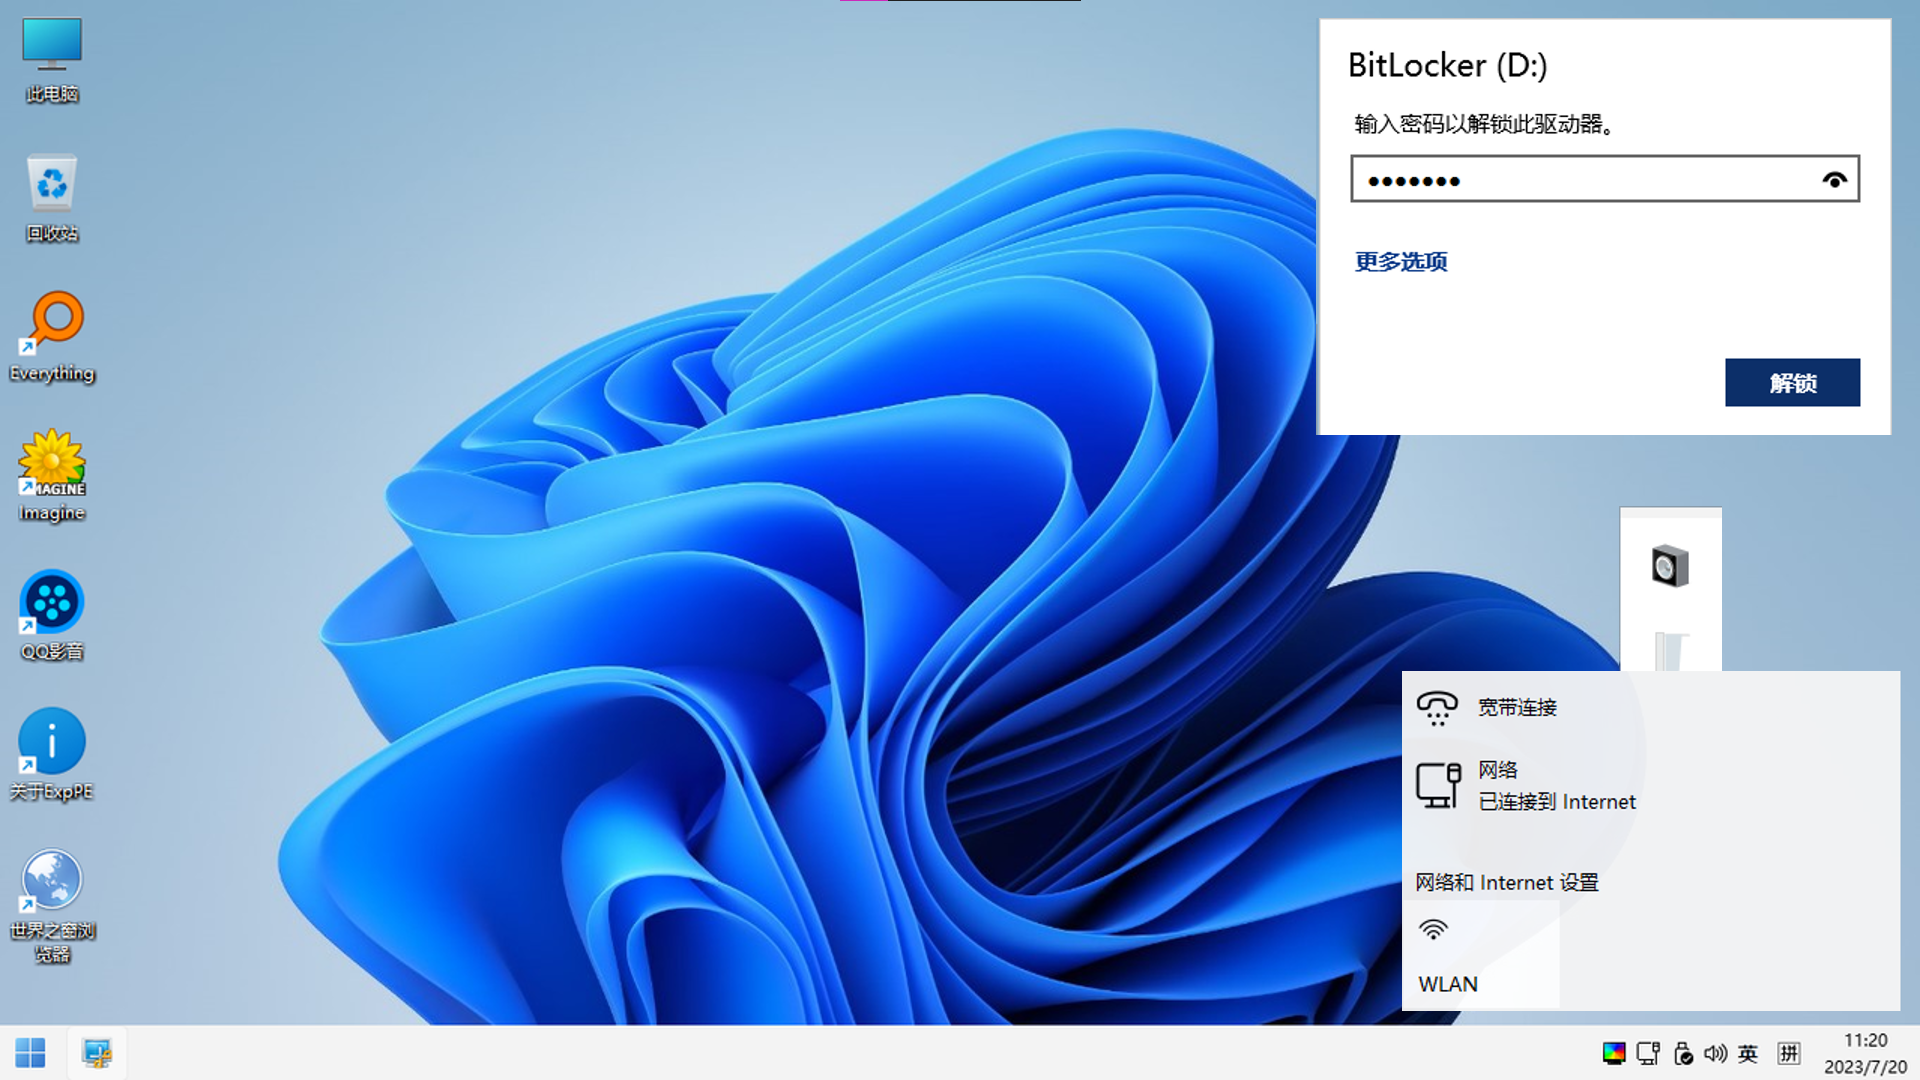 此电脑
回收站
Everything
MAGINE
Imagine
QQ影音
关于ExpPE
世界之窗浏
览器
BitLocker (D:)
输入密码以解锁此驱动器。
•••••••
更多选项
解锁
宽带连接
网络
已连接到 Internet
网络和 Internet 设置
WLAN
英
拼
11:20
2023/7/20